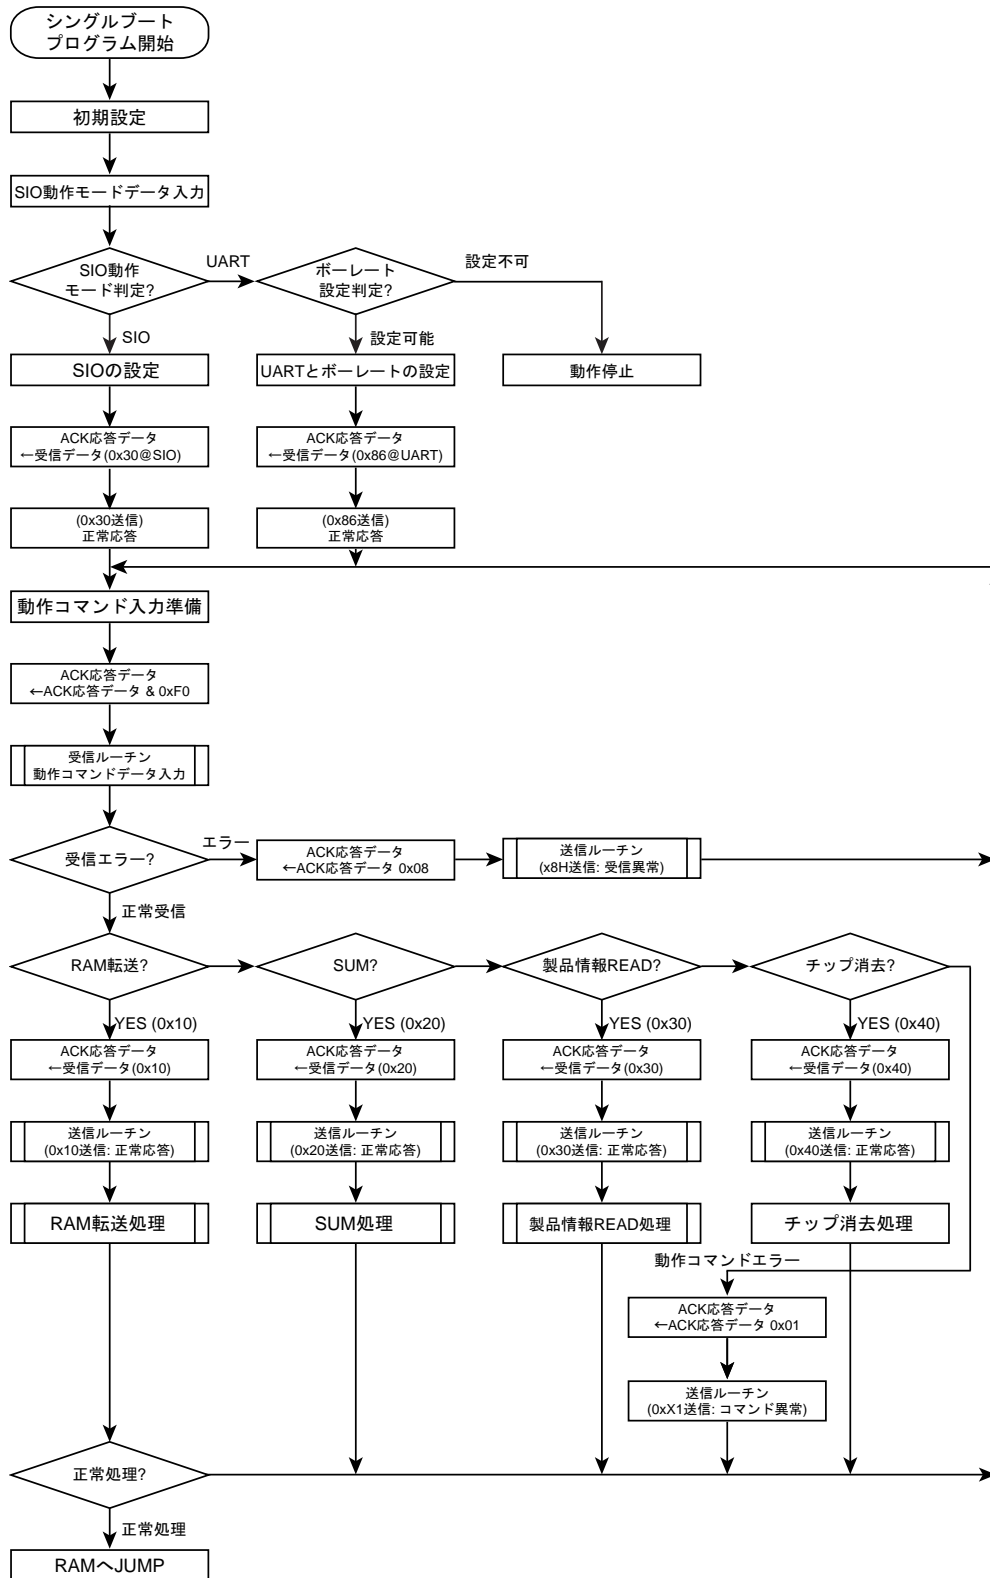 シングルブート
プログラム開始
初期設定
SIO動作モードデータ入力
SIO動作
モード判定?
UART
ボーレート
設定判定?
設定不可
SIO
設定可能
SIOの設定
UARTとボーレートの設定
動作停止
ACK応答データ
←受信データ(0x30@SIO)
ACK応答データ
←受信データ(0x86@UART)
(0x30送信)
正常応答
(0x86送信)
正常応答
動作コマンド入力準備
ACK応答データ
←ACK応答データ & 0xF0
受信ルーチン
動作コマンドデータ入力
受信エラー?
エラー
ACK応答データ
←ACK応答データ 0x08
送信ルーチン
(x8H送信: 受信異常)
正常受信
RAM転送?
SUM?
製品情報READ?
チップ消去?
YES (0x10)
YES (0x20)
YES (0x30)
YES (0x40)
ACK応答データ
←受信データ(0x10)
ACK応答データ
←受信データ(0x20)
ACK応答データ
←受信データ(0x30)
ACK応答データ
←受信データ(0x40)
送信ルーチン
(0x10送信: 正常応答)
送信ルーチン
(0x20送信: 正常応答)
送信ルーチン
(0x30送信: 正常応答)
送信ルーチン
(0x40送信: 正常応答)
RAM転送処理
SUM処理
製品情報READ処理
チップ消去処理
動作コマンドエラー
ACK応答データ
←ACK応答データ 0x01
送信ルーチン
(0xX1送信: コマンド異常)
正常処理?
正常処理
RAMへJUMP